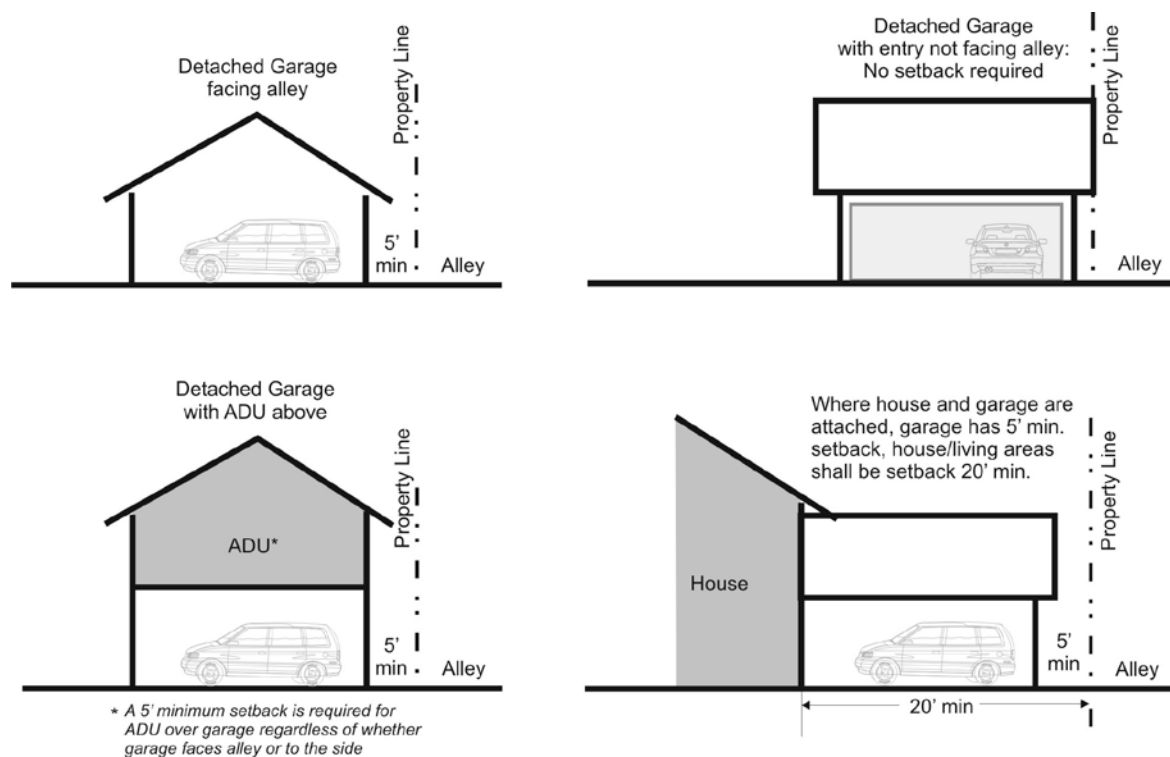 Detached Garage
facing alley
Property Line
5'
min
Alley
Detached Garage
with entry not facing alley:
No setback required
Property Line
Alley
Detached Garage
with ADU above
Property Line
ADU*
5'
min
Alley
* A 5' minimum setback is required for
ADU over garage regardless of whether
garage faces alley or to the side
Where house and garage are
attached, garage has 5' min.
setback, house/living areas
shall be setback 20' min.
Property Line
House
5'
min
Alley
20' min